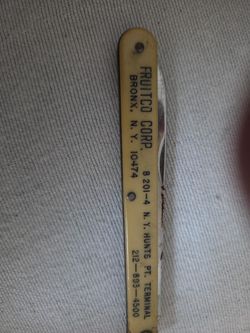 FRUITCO CORP.
BRONX, N. Y. 10474
B 201-4 N. Y. HUNTS PT. TERMINAL
212-893-4500